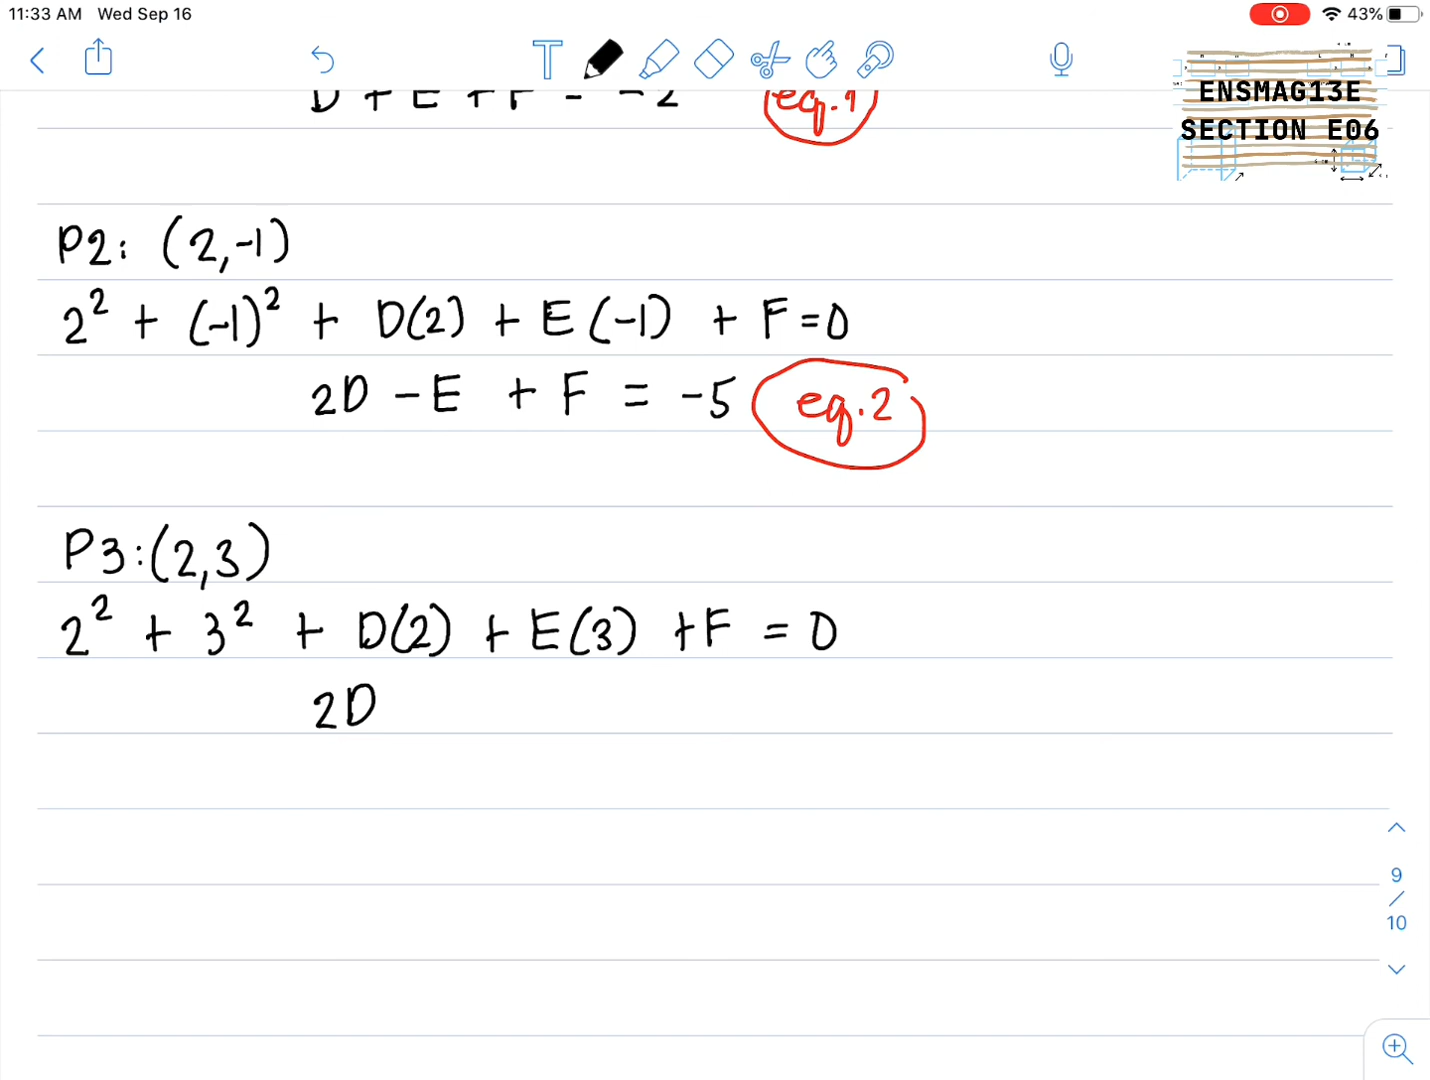 11:33 AM Wed Sep 16
43%
T
ENSMAG13E
SECTION E06
D + E + F = -2 eq.1
P2: (2,-1)
2² + (-1)² + D(2) + E(-1) + F=0
2D - E + F = -5 eq.2
P3:(2,3)
2² + 3² + D(2) + E(3) +F = 0
2D
9
/
10